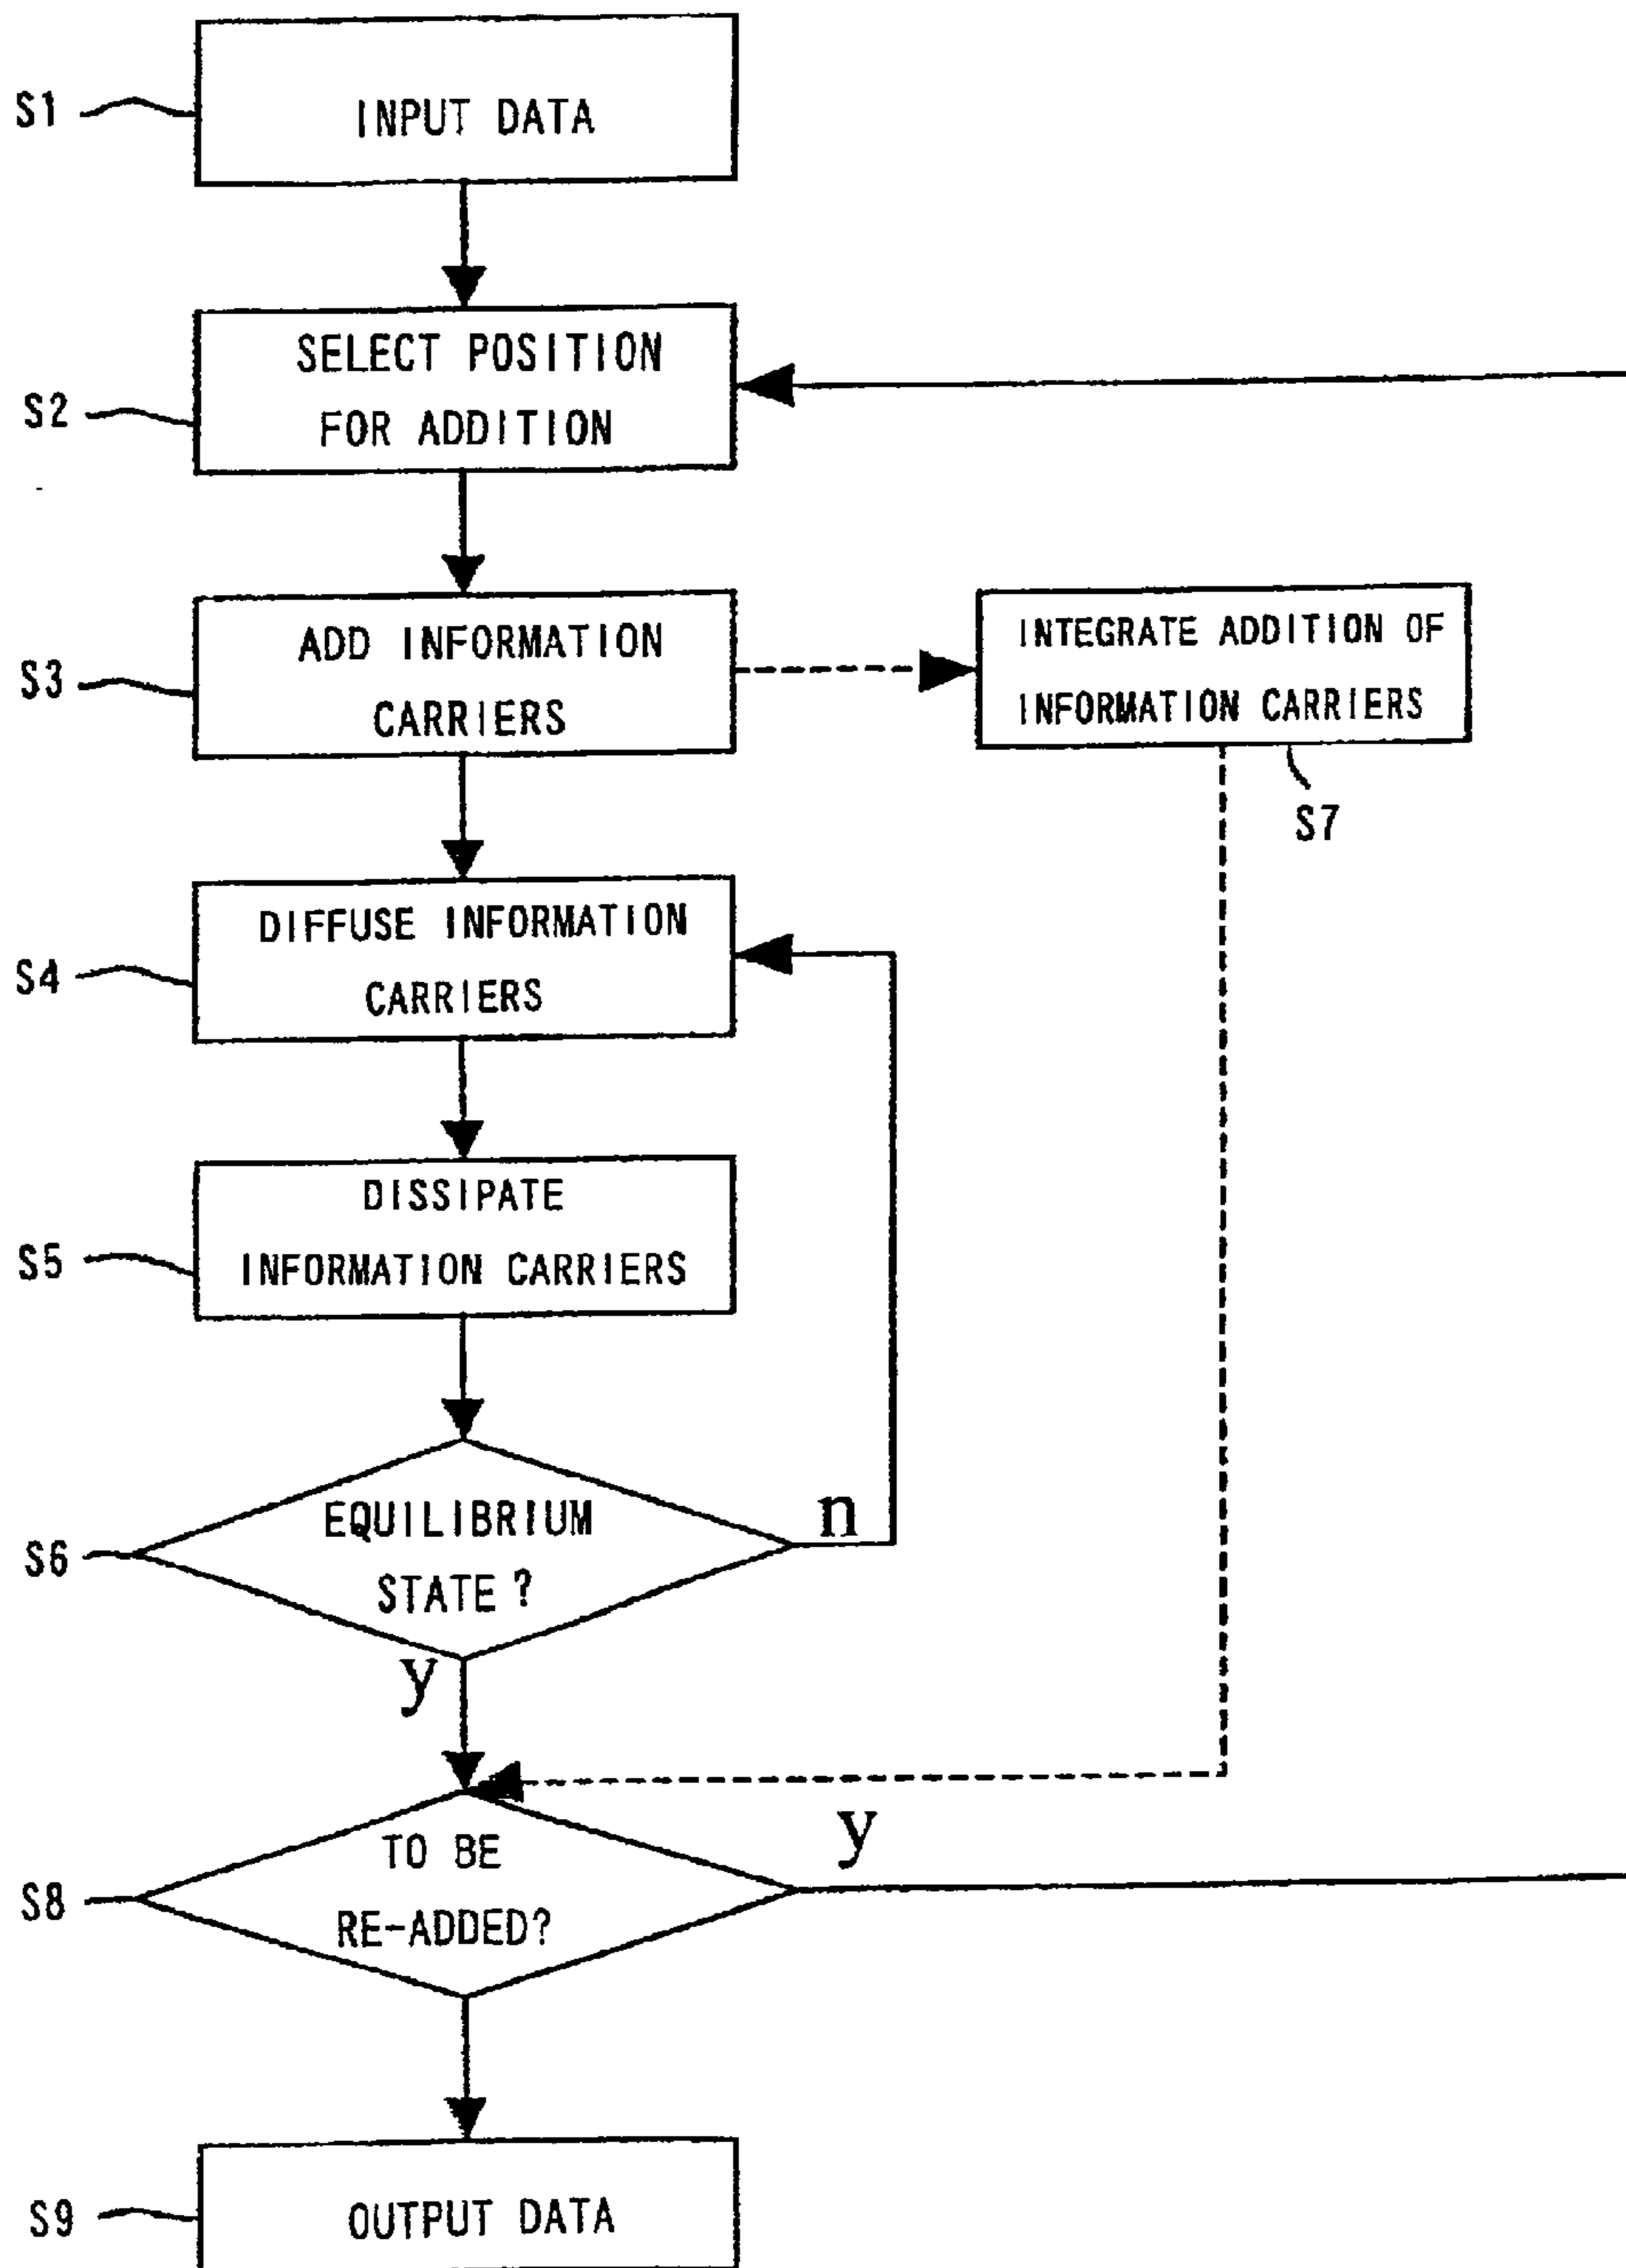 S1
INPUT DATA
S2
SELECT POSITION
FOR ADDITION
S3
ADD INFORMATION
CARRIERS
INTEGRATE ADDITION OF
INFORMATION CARRIERS
S7
S4
DIFFUSE INFORMATION
CARRIERS
S5
DISSIPATE
INFORMATION CARRIERS
S6
EQUILIBRIUM
STATE?
n
y
S8
TO BE
RE-ADDED?
y
S9
OUTPUT DATA